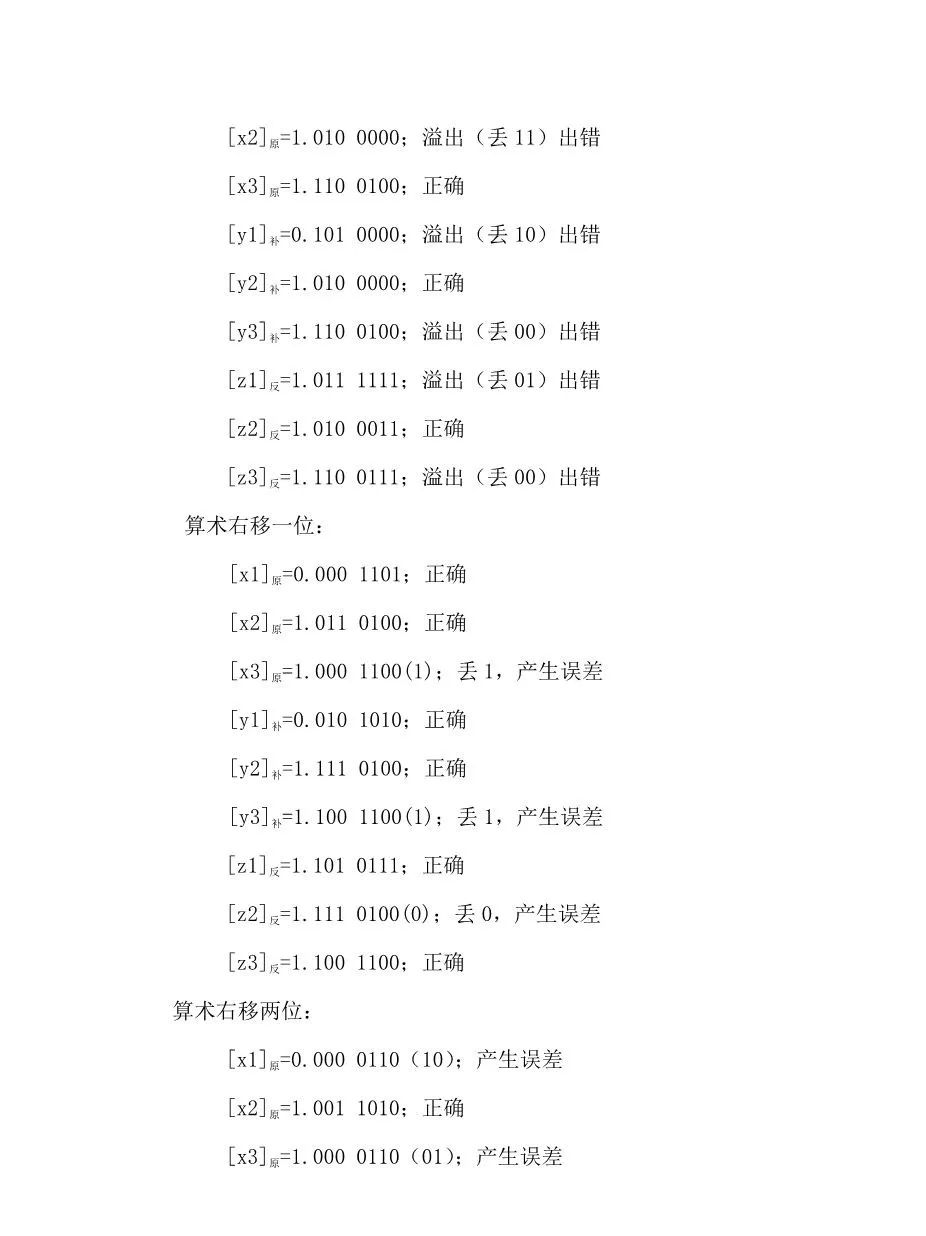 [x2]原=1.010 0000；溢出（丢 11）出错
[x3]原=1.110 0100；正确
[y1]补=0.101 0000；溢出（丢 10）出错
[y2]补=1.010 0000；正确
[y3]补=1.110 0100；溢出（丢 00）出错
[z1]反=1.011 1111；溢出（丢 01）出错
[z2]反=1.010 0011；正确
[z3]反=1.110 0111；溢出（丢 00）出错
算术右移一位：
[x1]原=0.000 1101；正确
[x2]原=1.011 0100；正确
[x3]原=1.000 1100(1)；丢 1，产生误差
[y1]补=0.010 1010；正确
[y2]补=1.111 0100；正确
[y3]补=1.100 1100(1)；丢 1，产生误差
[z1]反=1.101 0111；正确
[z2]反=1.111 0100(0)；丢 0，产生误差
[z3]反=1.100 1100；正确
算术右移两位：
[x1]原=0.000 0110（10）；产生误差
[x2]原=1.001 1010；正确
[x3]原=1.000 0110（01）；产生误差